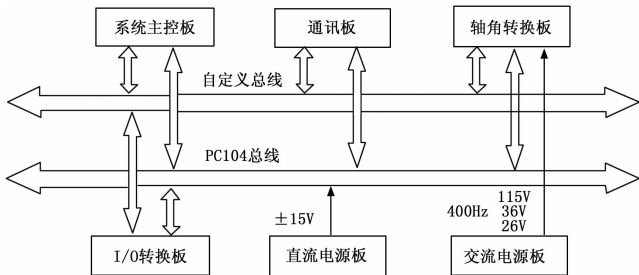 系统主控板
通讯板
轴角转换板
自定义总线
PC104总线
±15V
115V
400Hz 36V
26V
I/O转换板
直流电源板
交流电源板